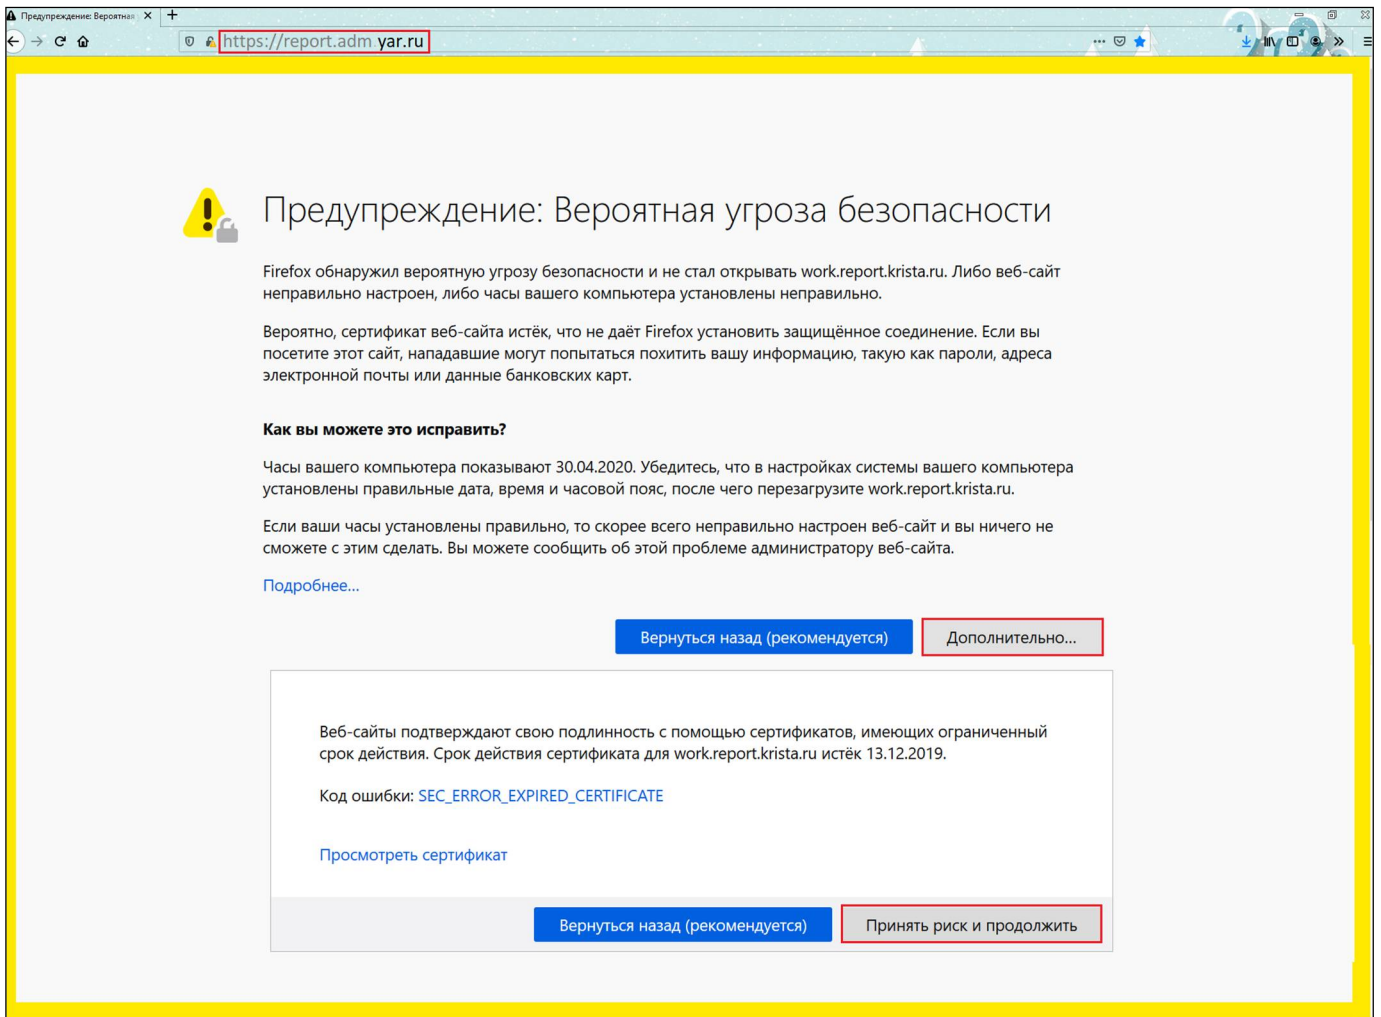 Предупреждение: Вероятная
https://report.adm.yar.ru
Предупреждение: Вероятная угроза безопасности
Firefox обнаружил вероятную угрозу безопасности и не стал открывать work.report.krista.ru. Либо веб-сайт
неправильно настроен, либо часы вашего компьютера установлены неправильно.
Вероятно, сертификат веб-сайта истёк, что не даёт Firefox установить защищённое соединение. Если вы
посетите этот сайт, нападавшие могут попытаться похитить вашу информацию, такую как пароли, адреса
электронной почты или данные банковских карт.
Как вы можете это исправить?
Часы вашего компьютера показывают 30.04.2020. Убедитесь, что в настройках системы вашего компьютера
установлены правильные дата, время и часовой пояс, после чего перезагрузите work.report.krista.ru.
Если ваши часы установлены правильно, то скорее всего неправильно настроен веб-сайт и вы ничего не
сможете с этим сделать. Вы можете сообщить об этой проблеме администратору веб-сайта.
Подробнее...
Вернуться назад (рекомендуется)
Дополнительно...
Веб-сайты подтверждают свою подлинность с помощью сертификатов, имеющих ограниченный
срок действия. Срок действия сертификата для work.report.krista.ru истёк 13.12.2019.
Код ошибки: SEC_ERROR_EXPIRED_CERTIFICATE
Просмотреть сертификат
Вернуться назад (рекомендуется)
Принять риск и продолжить